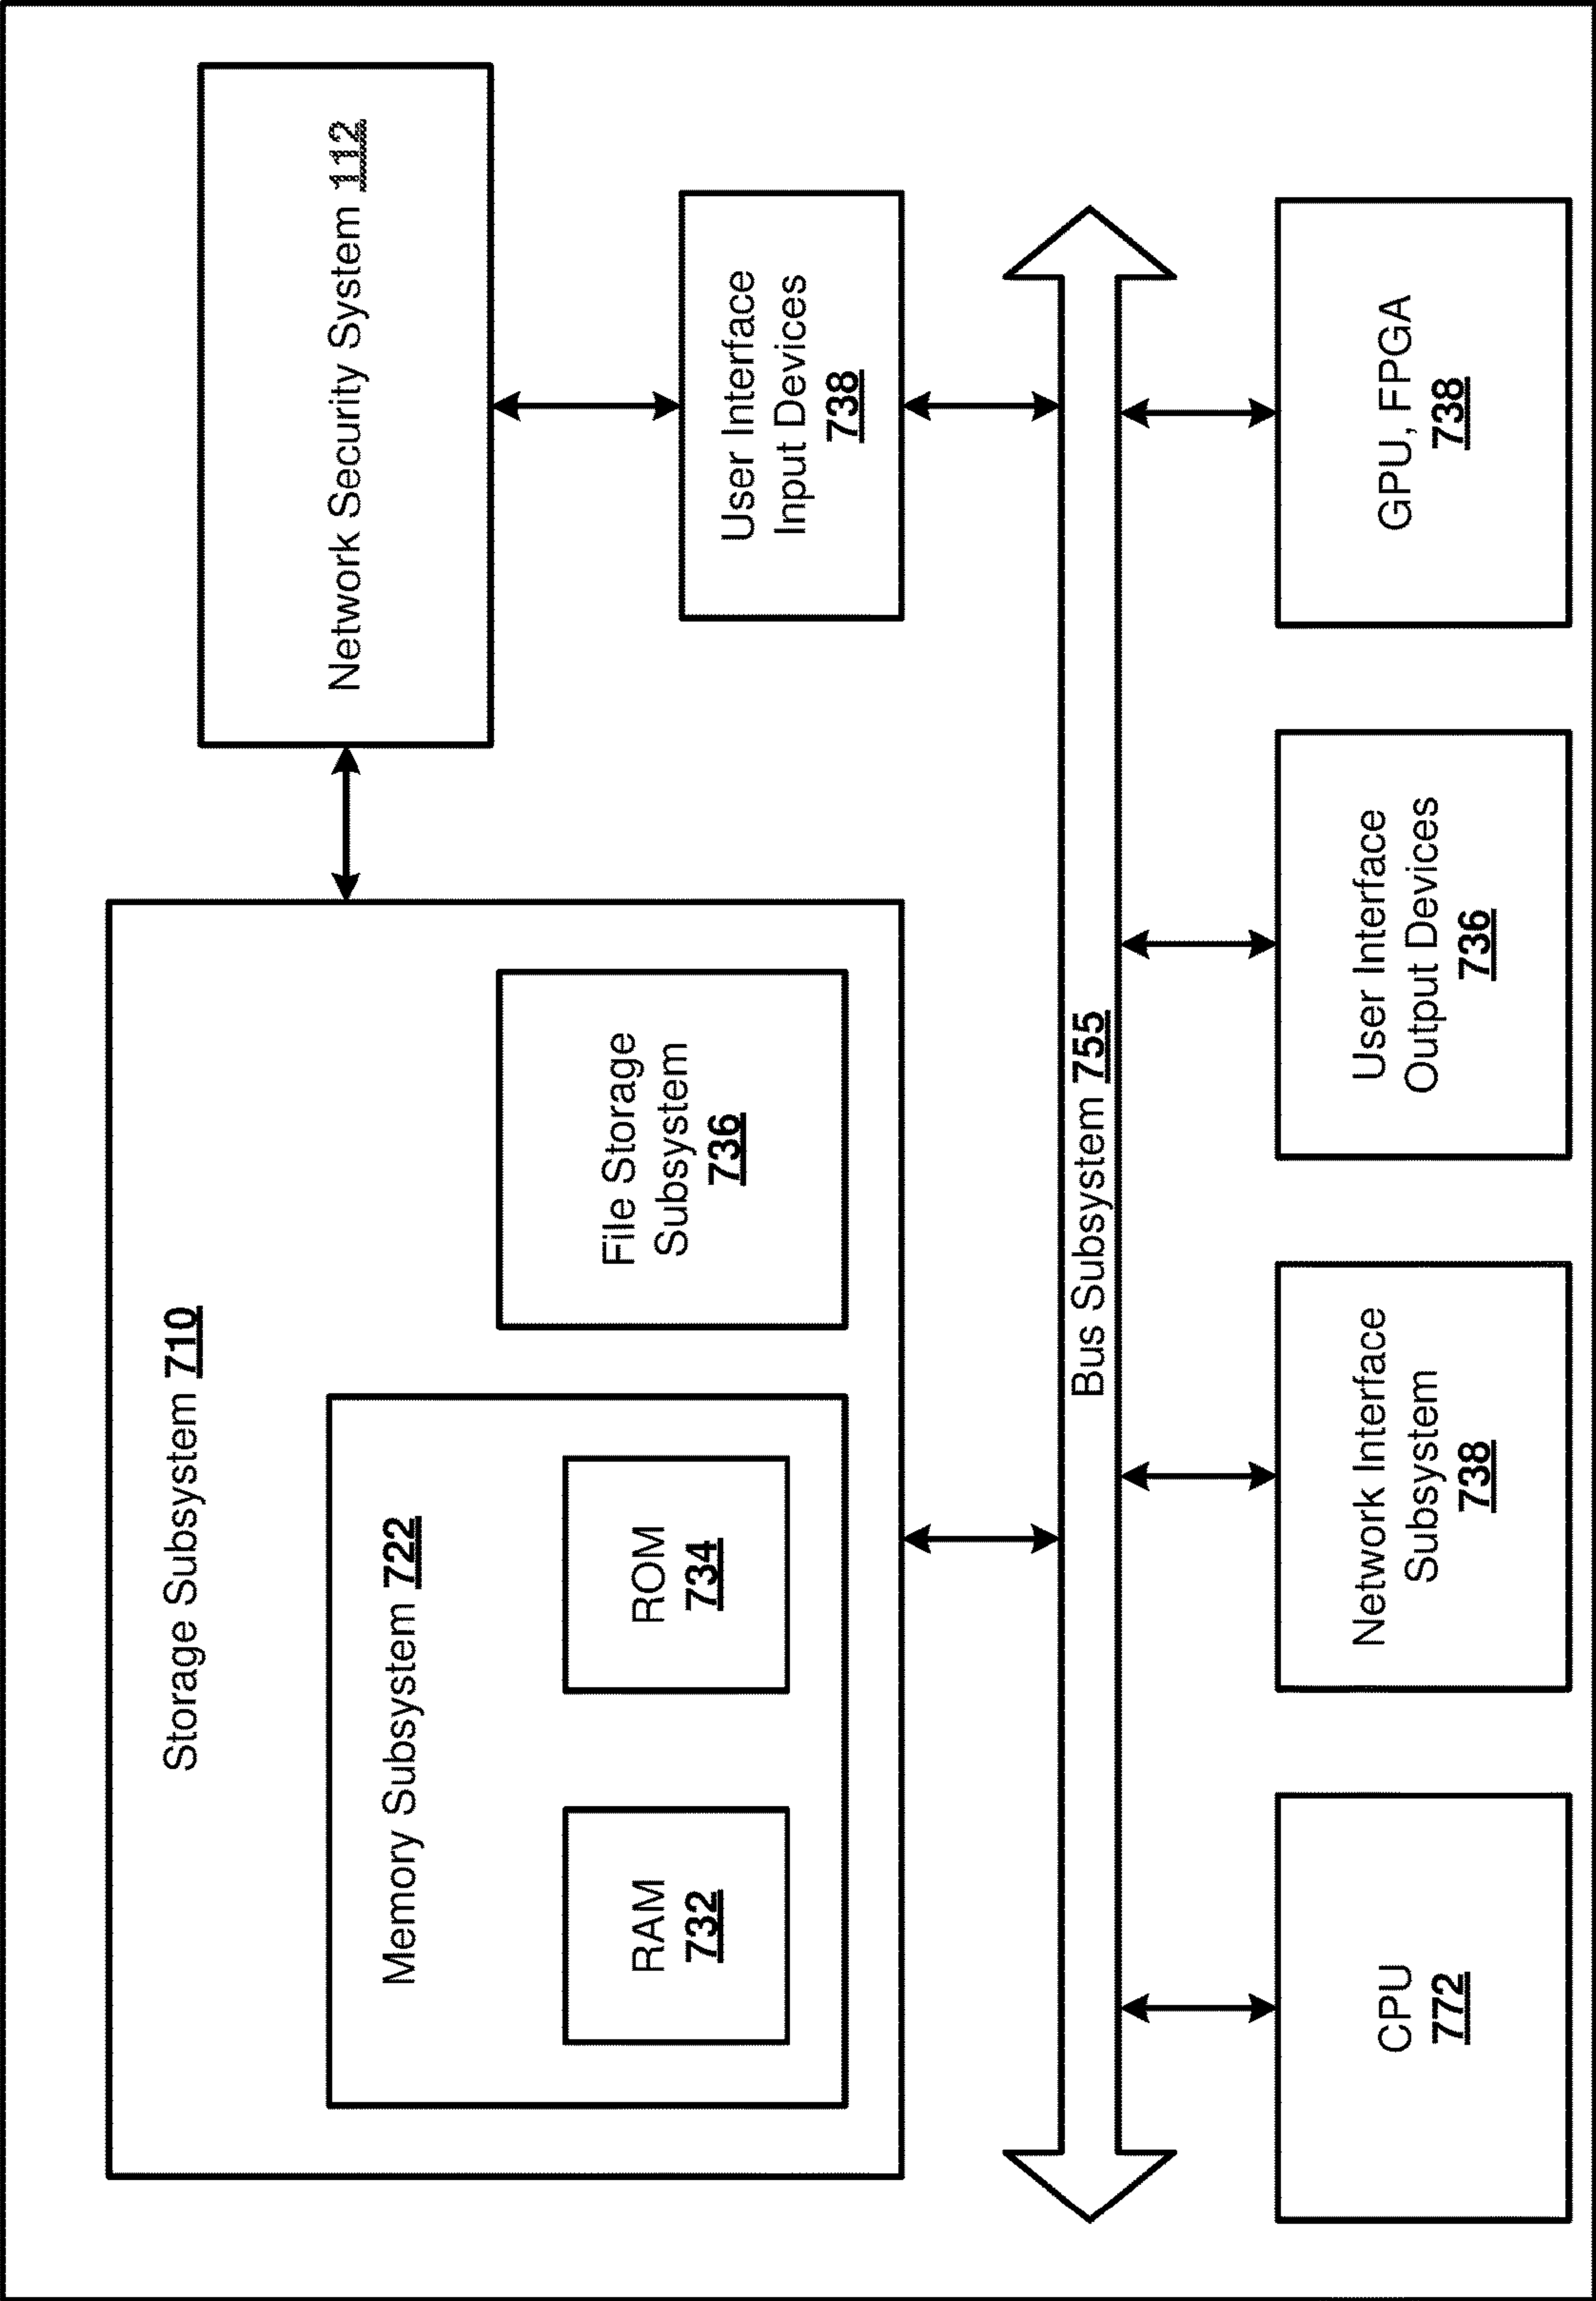 Storage Subsystem 710
Network Security System 112
Memory Subsystem 722
RAM
732
ROM
734
File Storage
Subsystem
736
User Interface
Input Devices
738
Bus Subsystem 755
CPU
772
Network Interface
Subsystem
738
User Interface
Output Devices
736
GPU, FPGA
738